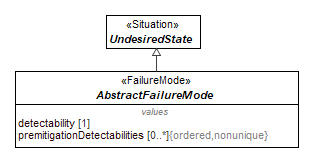 «Situation»
UndesiredState
«FailureMode»
AbstractFailureMode
values
detectability [1]
premitigationDetectabilities [0..*]{ordered,nonunique}